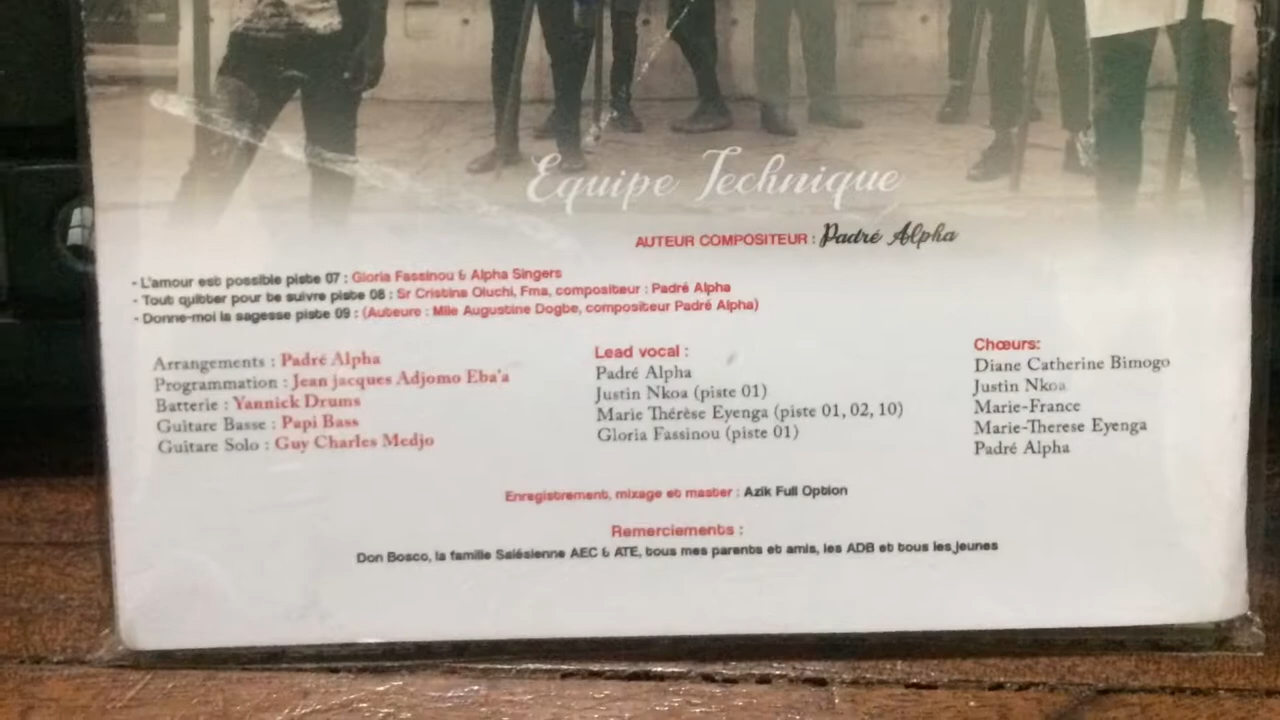 Equipe Technique
AUTEUR COMPOSITEUR : Padré Alpha
- L'amour est possible piste 07 : Gloria Fassinou & Alpha Singers
- Tout quitter pour te suivre piste 08 : Sr Cristina Oluchi, Fma, compositeur : Padré Alpha
- Donne-moi la sagesse piste 09 : (Auteure : Mlle Augustine Dogbe, compositeur Padré Alpha)
Arrangements : Padré Alpha
Programmation : Jean jacques Adjomo Eba'a
Batterie : Yannick Drums
Guitare Basse : Papi Bass
Guitare Solo : Guy Charles Medjo
Lead vocal :
Padré Alpha
Justin Nkoa (piste 01)
Marie Thérèse Eyenga (piste 01, 02, 10)
Gloria Fassinou (piste 01)
Chœurs:
Diane Catherine Bimogo
Justin Nkoa
Marie-France
Marie-Therese Eyenga
Padré Alpha
Enregistrement, mixage et master : Azik Full Option
Remerciements :
Don Bosco, la famille Salésienne AEC & ATE, tous mes parents et amis, les ADB et tous les jeunes